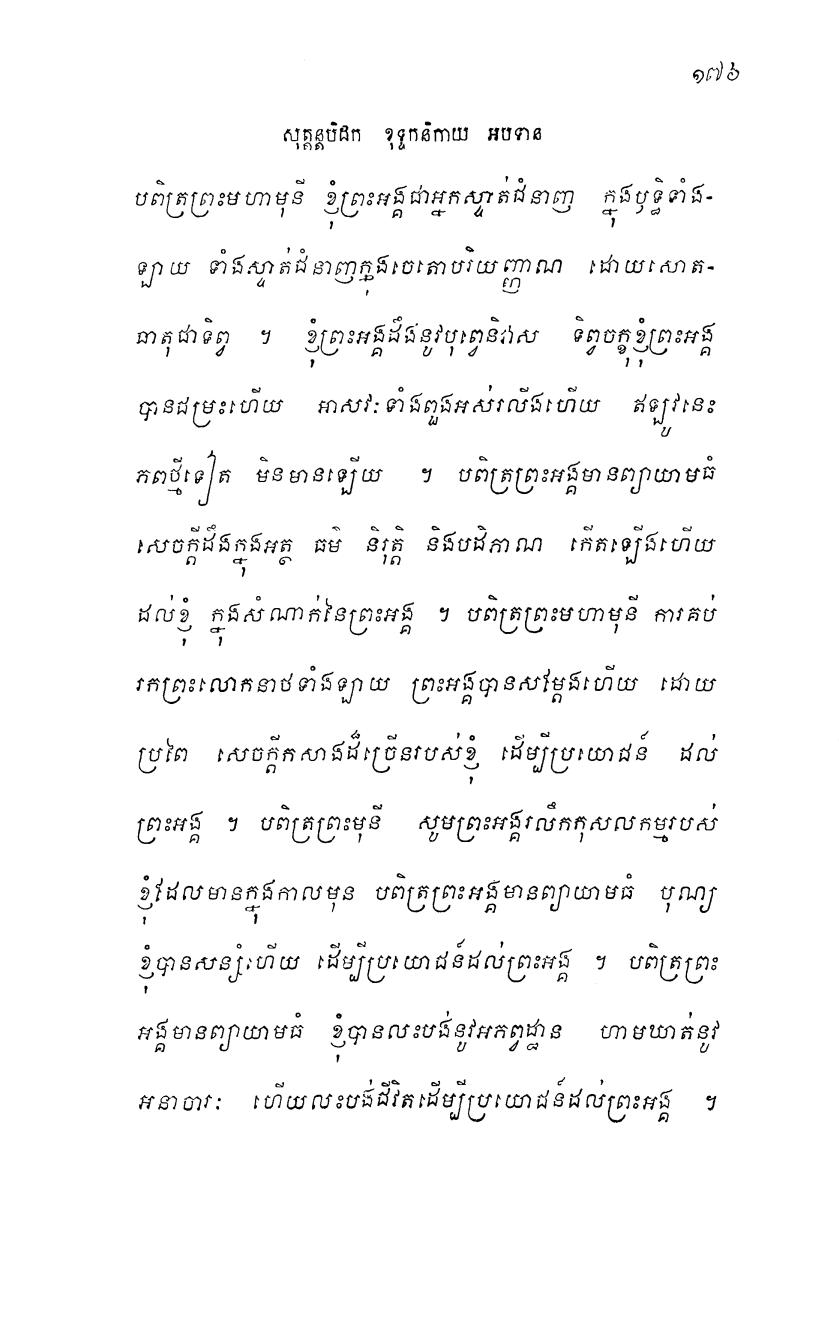 ១៧៦
សុត្តន្តបិដក ខុទ្ទកនិកាយ អបទាន
បពិត្រព្រះមហាមុនី ខ្ញុំព្រះអង្គជាអ្នកស្ទាត់ជំនាញ ក្នុងឫទ្ធិទាំង-
ឡាយ ទាំងស្ទាត់ជំនាញក្នុងចេតោបរិយញ្ញាណ ដោយសោត-
ធាតុជាទិព្វ ។ ខ្ញុំព្រះអង្គដឹងនូវបុព្វេនិវាស ទិព្វចក្ខុខ្ញុំព្រះអង្គ
បានជម្រះហើយ អាសវៈទាំងពួងអស់រលីងហើយ ឥឡូវនេះ
ភពថ្មីទៀត មិនមានឡើយ ។ បពិត្រព្រះអង្គមានព្យាយាមធំ
សេចក្តីដឹងក្នុងអត្ថ ធម៌ និរុត្តិ និងបដិភាណ កើតឡើងហើយ
ដល់ខ្ញុំ ក្នុងសំណាក់នៃព្រះអង្គ ។ បពិត្រព្រះមហាមុនី ការគប់
រកព្រះលោកនាថទាំងឡាយ ព្រះអង្គបានសម្តែងហើយ ដោយ
ប្រពៃ សេចក្តីកសាងដ៏ច្រើនរបស់ខ្ញុំ ដើម្បីប្រយោជន៍ ដល់
ព្រះអង្គ ។ បពិត្រព្រះមុនី សូមព្រះអង្គរលឹកកុសលកម្មរបស់
ខ្ញុំដែលមានក្នុងកាលមុន បពិត្រព្រះអង្គមានព្យាយាមធំ បុណ្យ
ខ្ញុំបានសន្សំហើយ ដើម្បីប្រយោជន៍ដល់ព្រះអង្គ ។ បពិត្រព្រះ
អង្គមានព្យាយាមធំ ខ្ញុំបានលះបង់នូវអភព្វដ្ឋាន ហាមឃាត់នូវ
អនាចារៈ ហើយលះបង់ជីវិតដើម្បីប្រយោជន៍ដល់ព្រះអង្គ ។